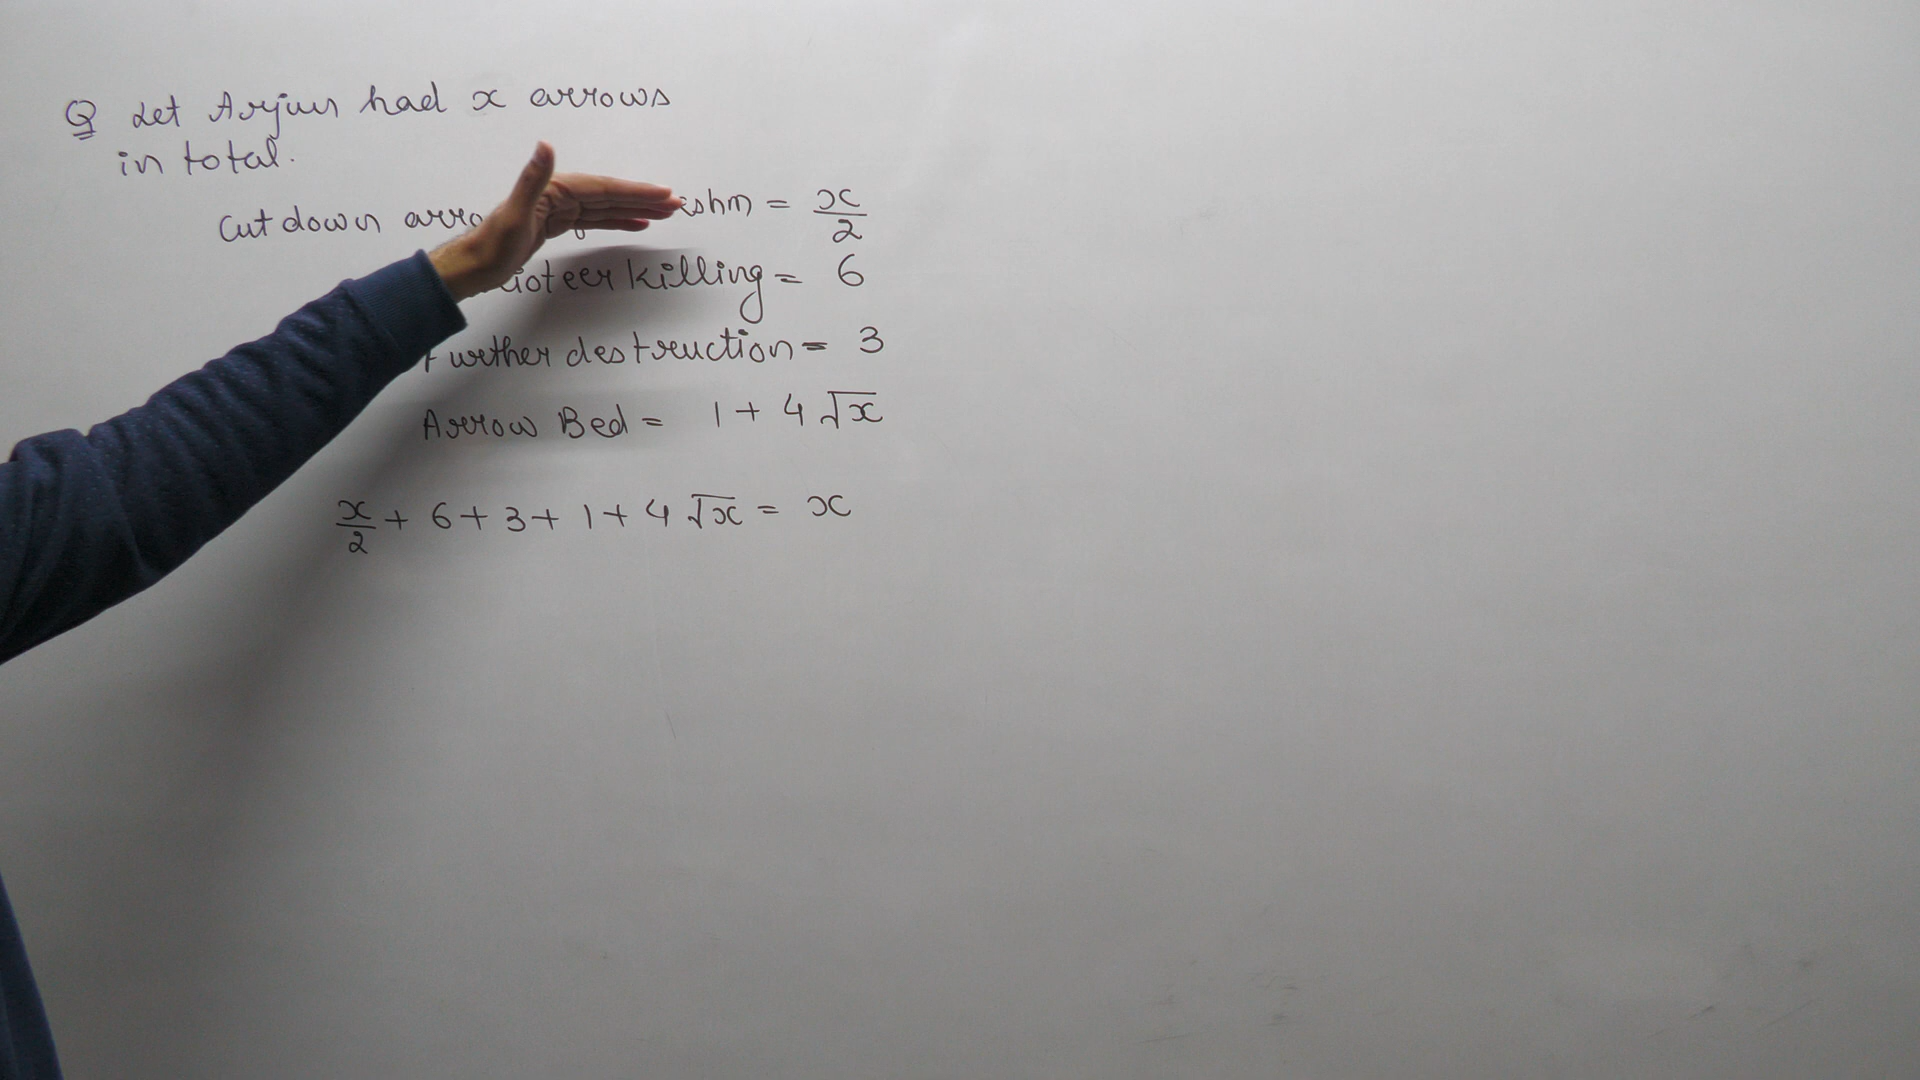 Q Let Arjun had x arrows
in total.
Cut down = x/2
killing = 6
Further destruction = 3
Arrow Bed = 1 + 4√x
x/2 + 6 + 3 + 1 + 4√x = x